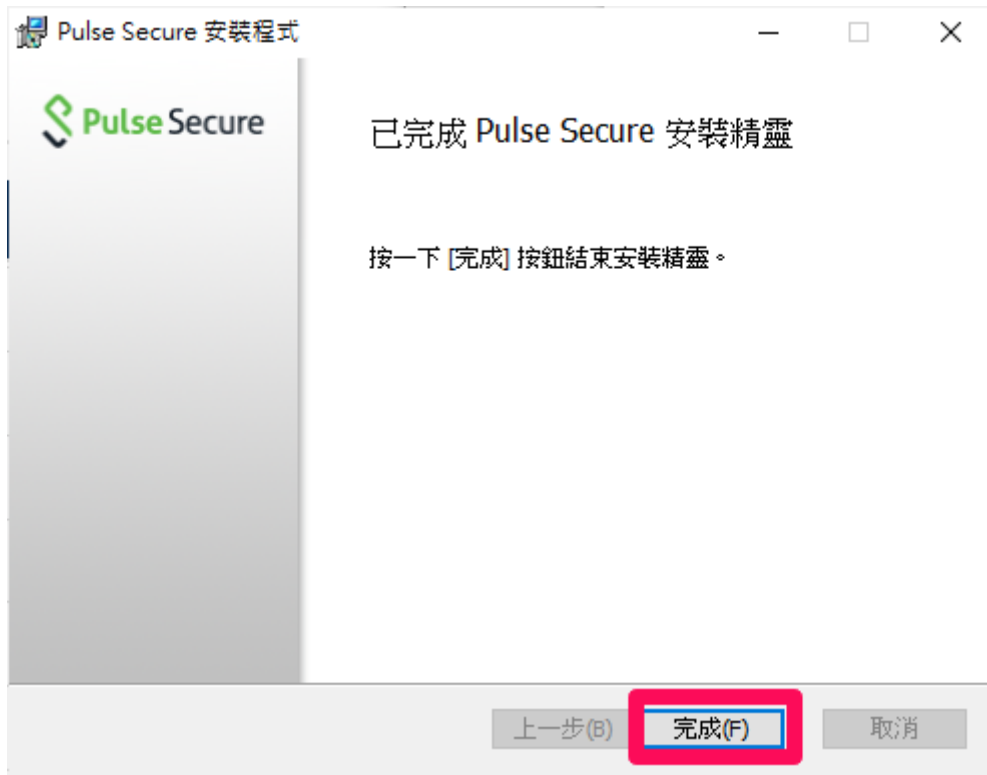 Pulse Secure 安裝程式
Pulse Secure
已完成 Pulse Secure 安裝精靈
按一下 [完成] 按鈕結束安裝精靈。
上一步(B) 完成(F) 取消